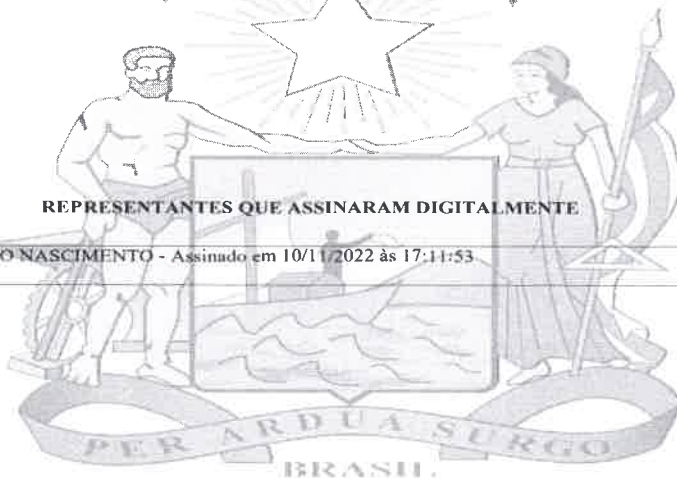 REPRESENTANTES QUE ASSINARAM DIGITALMENTE
O NASCIMENTO - Assinado em 10/11/2022 às 17:11:53
PER ARDUA SURGO
BRASIL